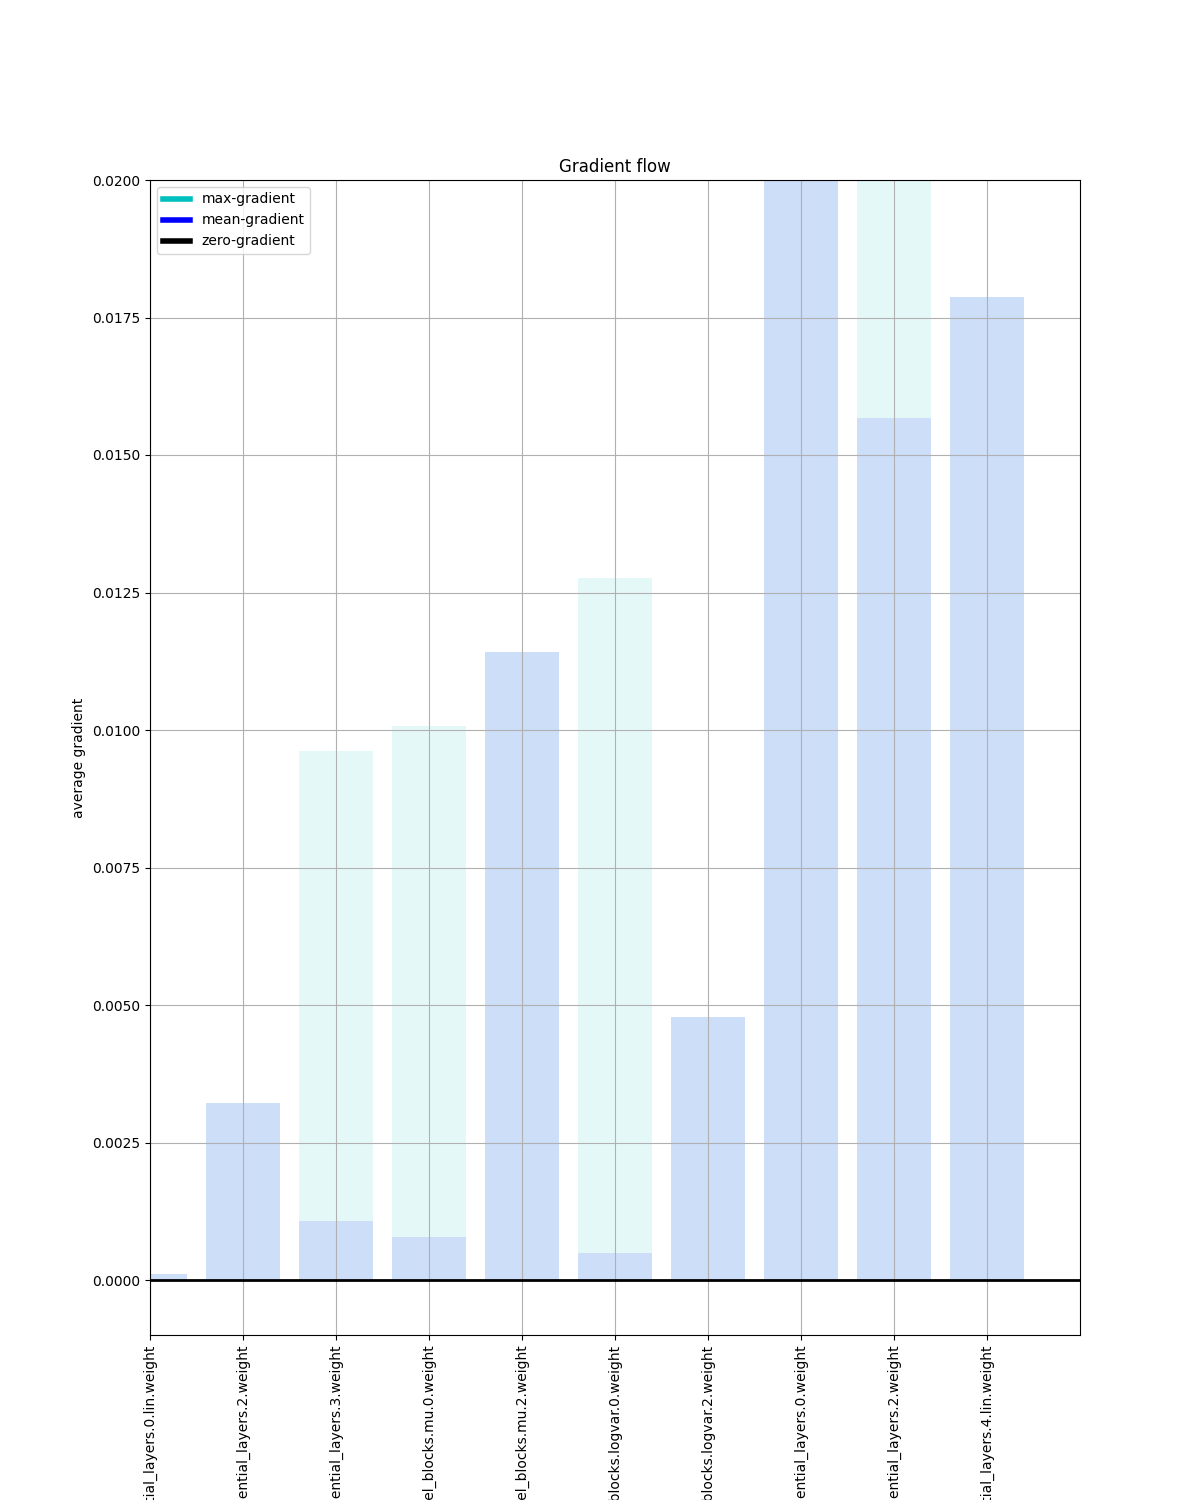 Gradient flow
max-gradient
mean-gradient
zero-gradient
0.0200
0.0175
0.0150
0.0125
0.0100
0.0075
0.0050
0.0025
0.0000
average gradient
tial_layers.0.lin.weight
ential_layers.2.weight
ential_layers.3.weight
el_blocks.mu.0.weight
el_blocks.mu.2.weight
blocks.logvar.0.weight
blocks.logvar.2.weight
ential_layers.0.weight
ential_layers.2.weight
tial_layers.4.lin.weight